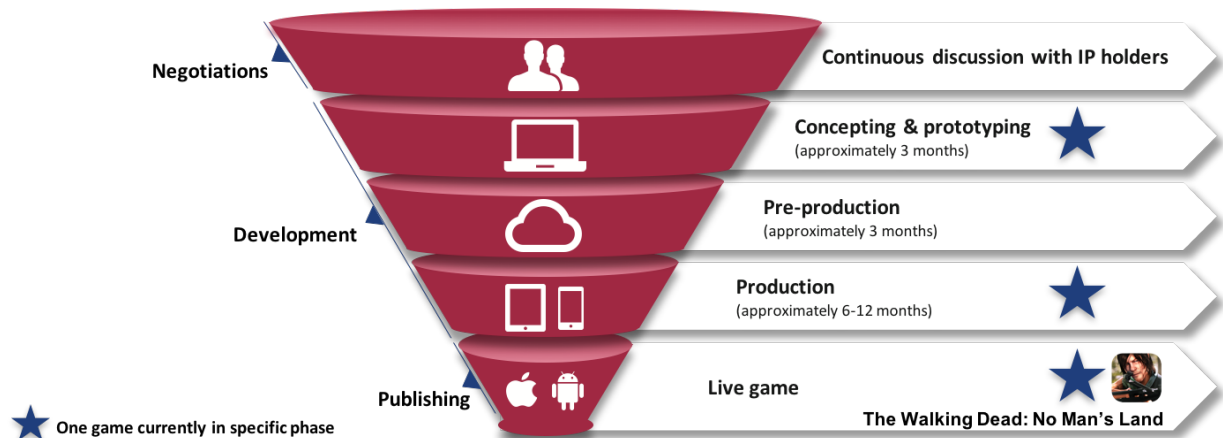 Negotiations
Continuous discussion with IP holders
Concepting & prototyping
(approximately 3 months)
Development
Pre-production
(approximately 3 months)
Production
(approximately 6-12 months)
Publishing
Live game
The Walking Dead: No Man's Land
One game currently in specific phase